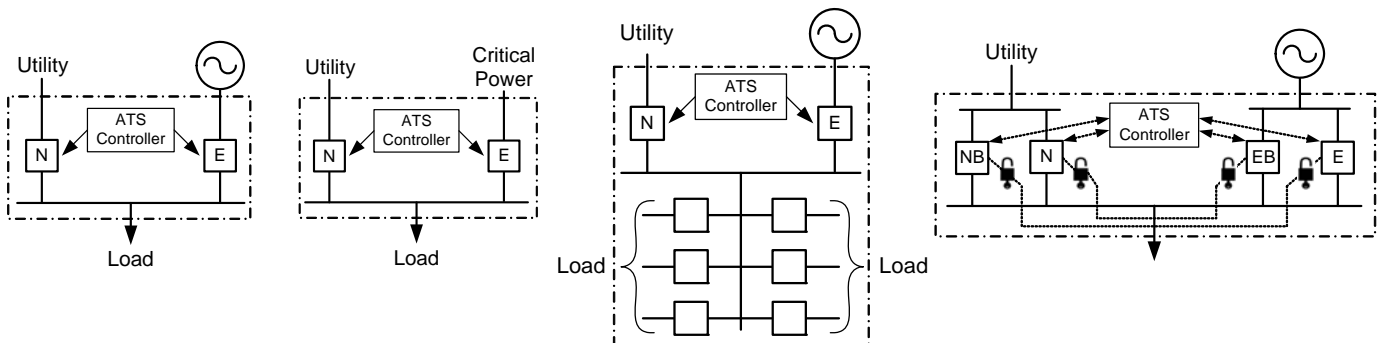 Utility
ATS
Controller
N
E
Load
Utility
Critical
Power
ATS
Controller
N
E
Load
Utility
ATS
Controller
N
E
Load
Load
Utility
ATS
Controller
NB
N
EB
E